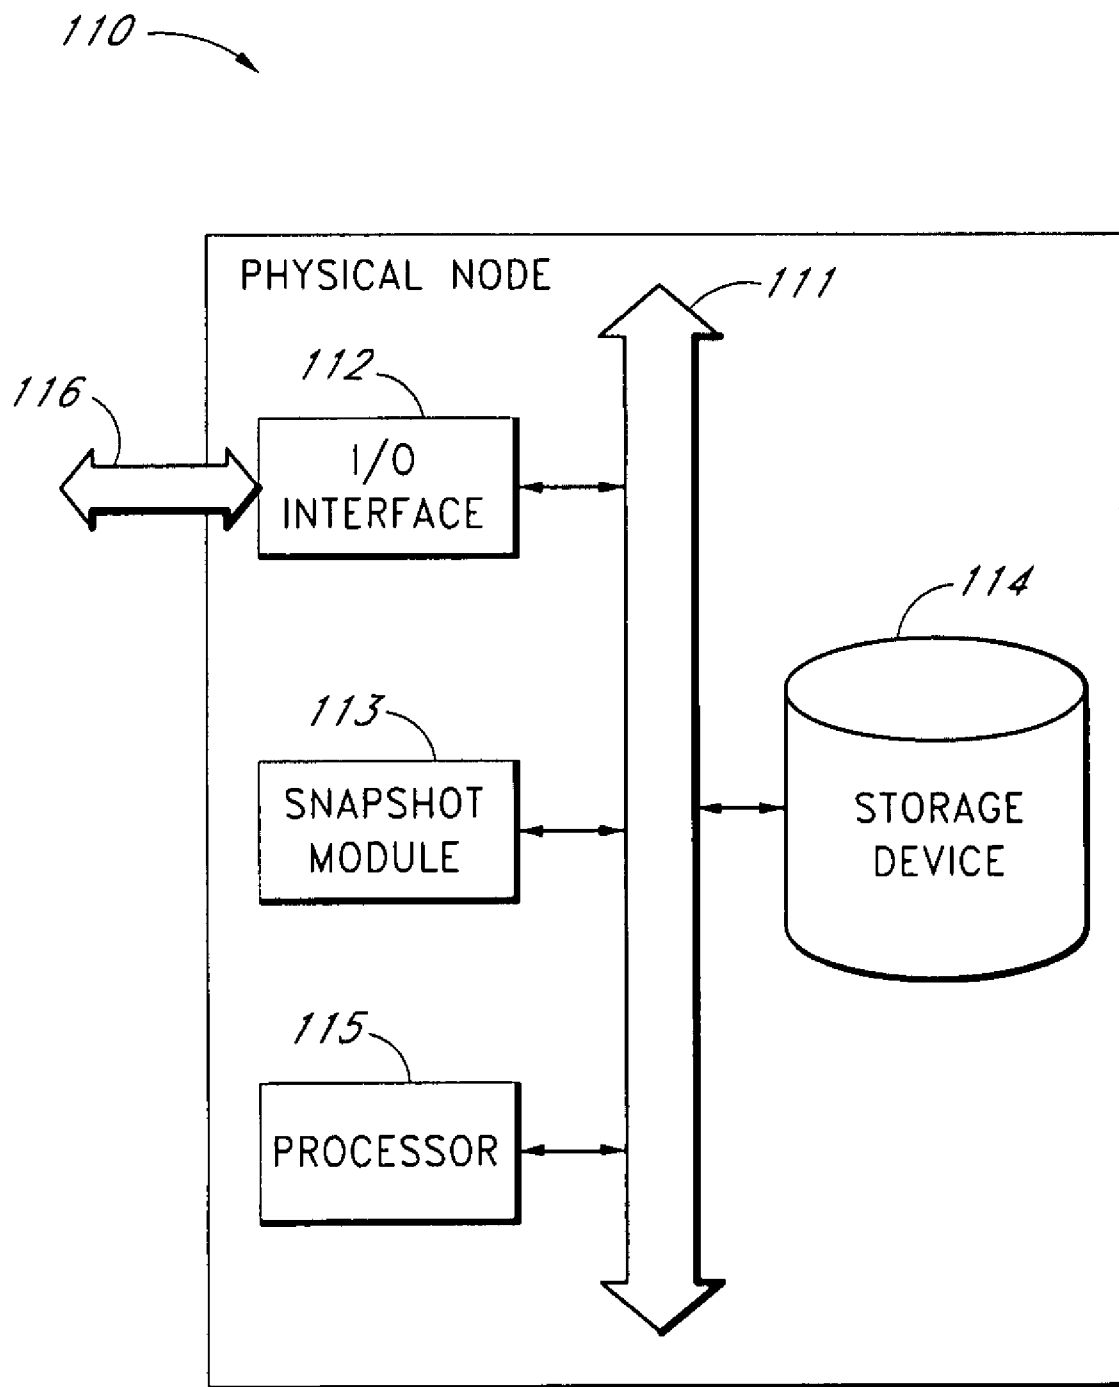 110
PHYSICAL NODE
111
112
116
I/O
INTERFACE
114
113
SNAPSHOT
MODULE
STORAGE
DEVICE
115
PROCESSOR